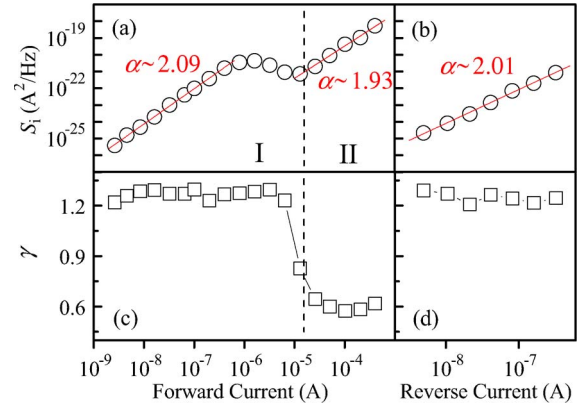 (a)
(b)
10⁻¹⁹
10⁻²²
10⁻²⁵
Sᵢ (A²/Hz)
α~2.09
α~1.93
α~2.01
I
II
1.2
0.9
0.6
γ
(c)
(d)
10⁻⁹ 10⁻⁸ 10⁻⁷ 10⁻⁶ 10⁻⁵ 10⁻⁴
10⁻⁸ 10⁻⁷
Forward Current (A)
Reverse Current (A)